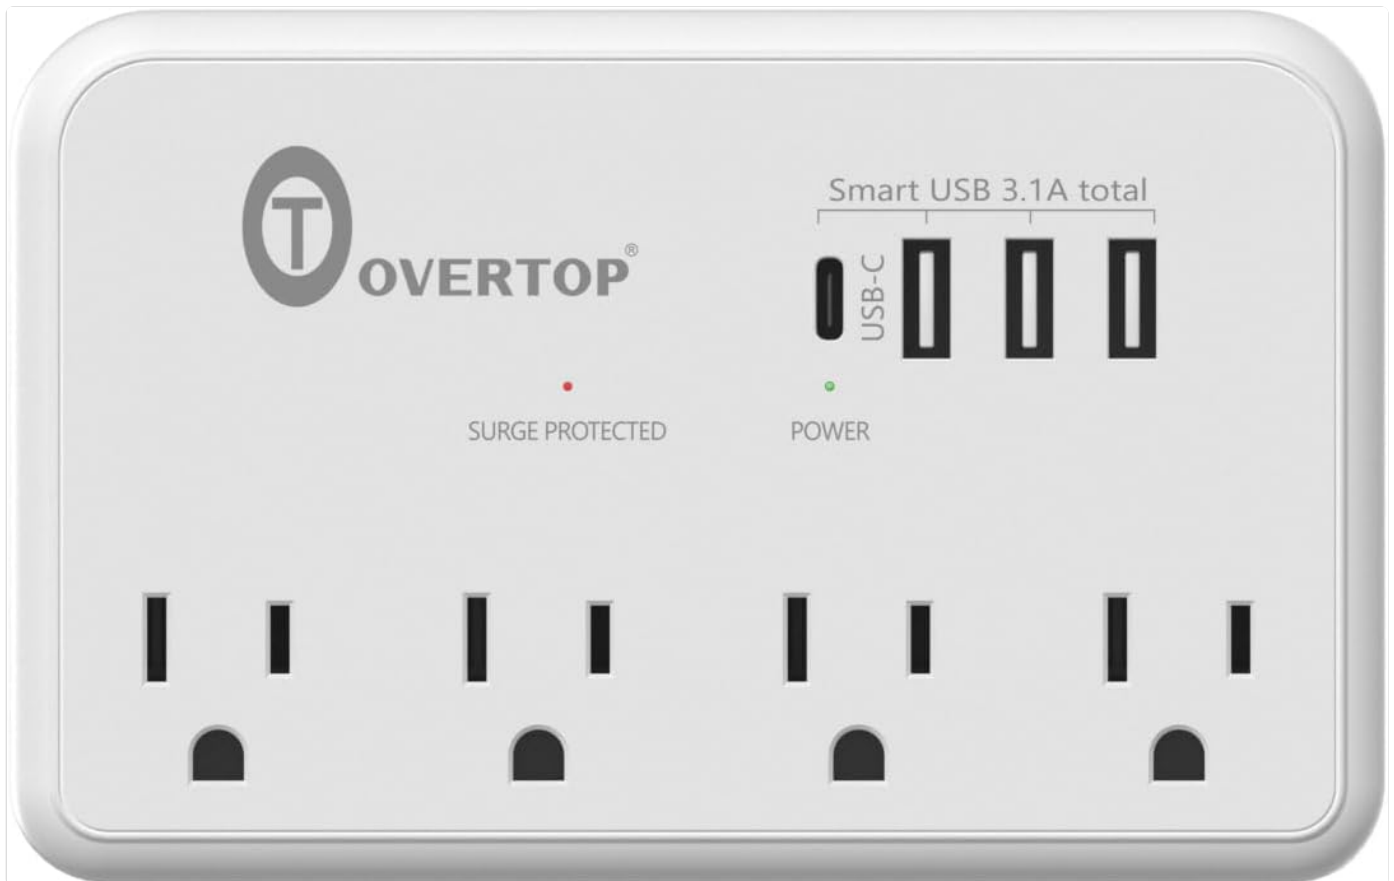 T
OVERTOP®
Smart USB 3.1A total
USB-C
SURGE PROTECTED
POWER